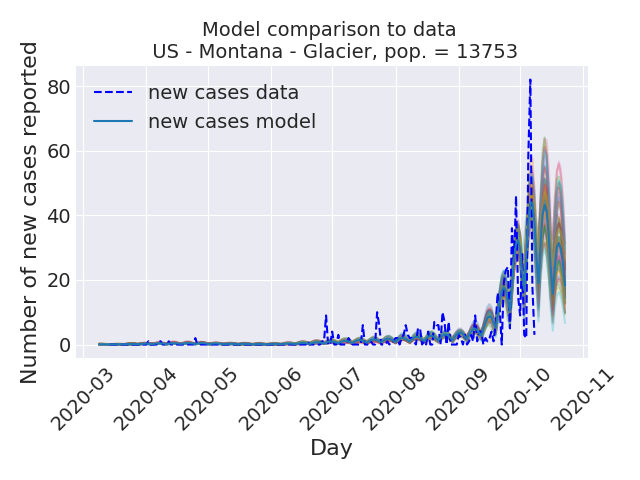 Model comparison to data
US - Montana - Glacier, pop. = 13753
Number of new cases reported
80
60
40
20
0
new cases data
new cases model
2020-03
2020-04
2020-05
2020-06
2020-07
2020-08
2020-09
2020-10
2020-11
Day